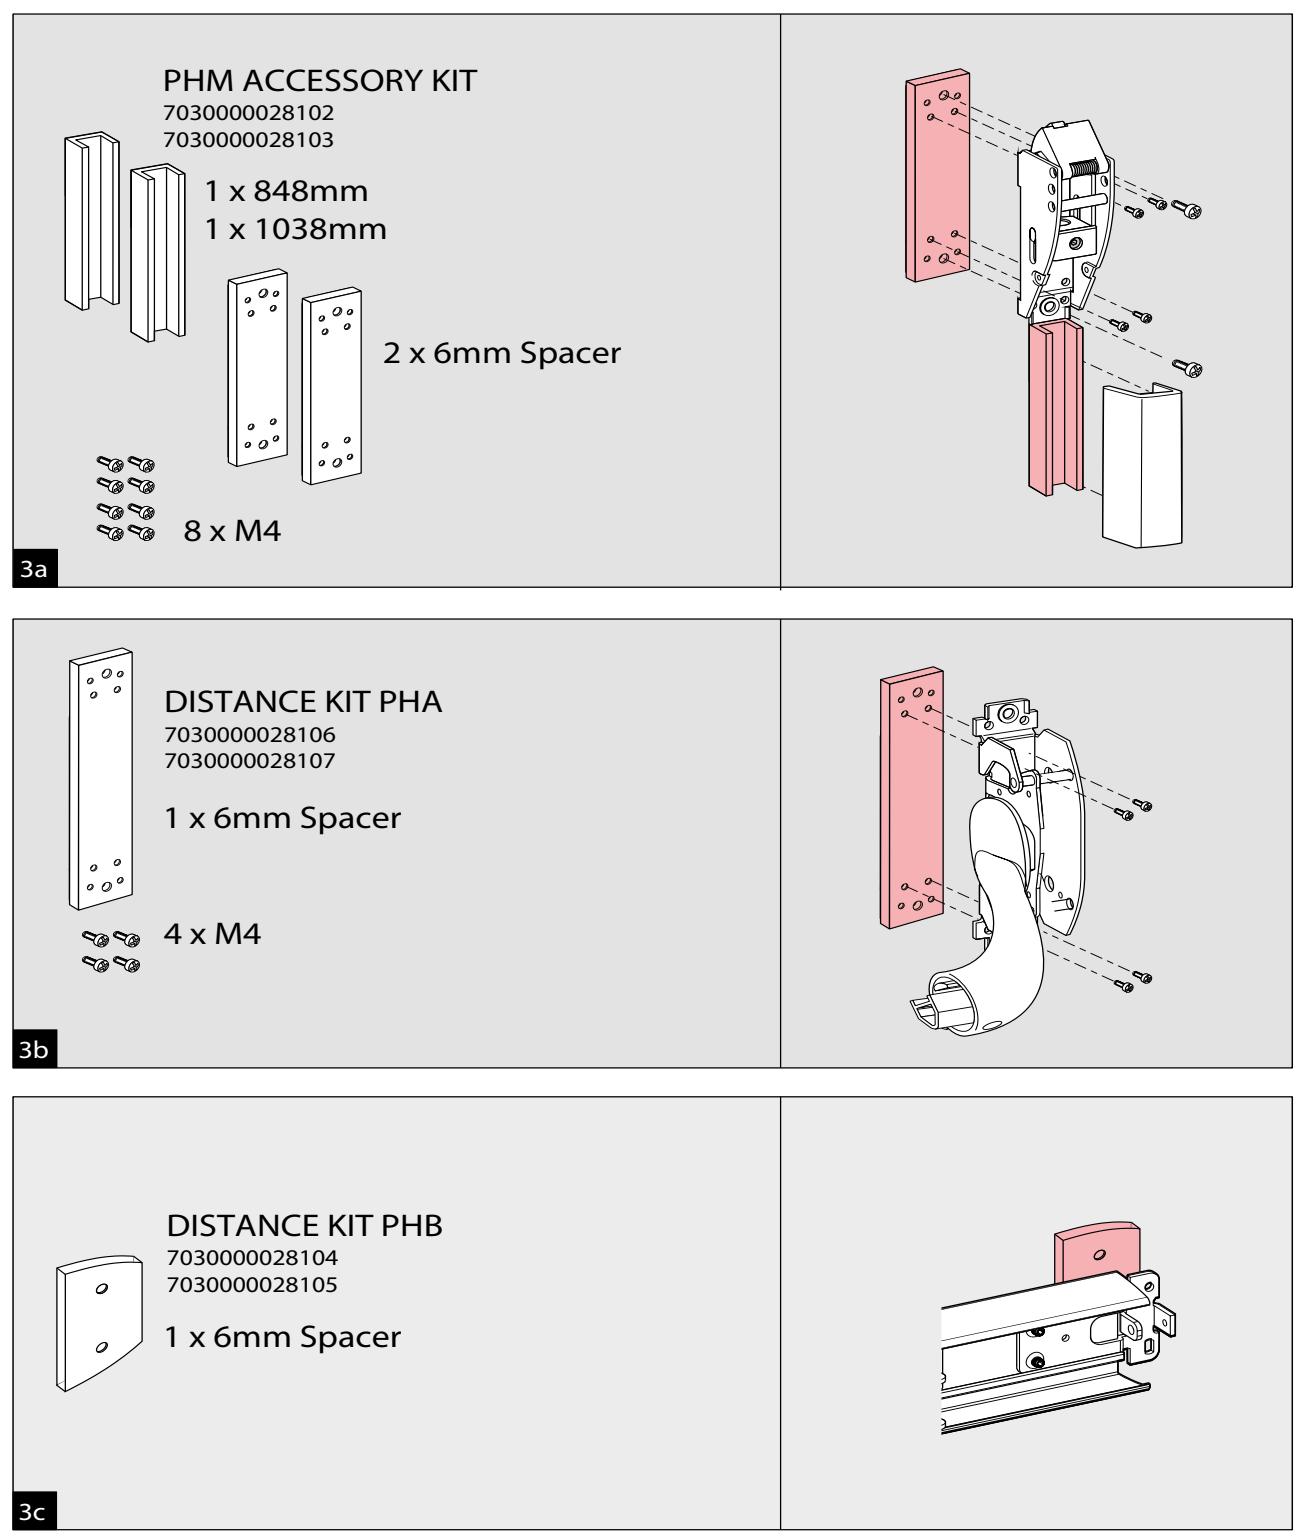 PHM ACCESSORY KIT
7030000028102
7030000028103
1 x 848mm
1 x 1038mm
2 x 6mm Spacer
8 x M4
3a
DISTANCE KIT PHA
7030000028106
7030000028107
1 x 6mm Spacer
4 x M4
3b
DISTANCE KIT PHB
7030000028104
7030000028105
1 x 6mm Spacer
3c